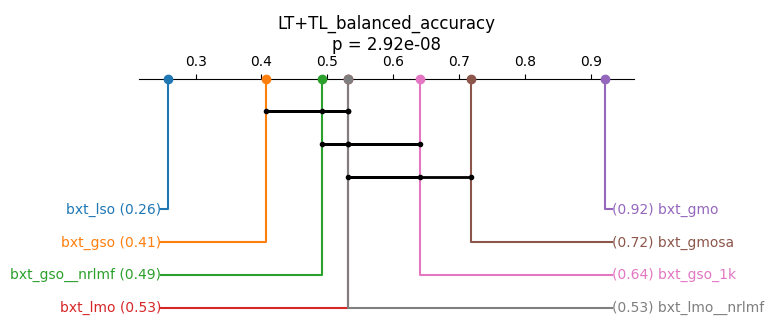 LT+TL_balanced_accuracy
p = 2.92e-08
0.3 0.4 0.5 0.6 0.7 0.8 0.9
bxt_lso (0.26)
(0.92) bxt_gmo
bxt_gso (0.41)
(0.72) bxt_gmosa
bxt_gso__nrlmf (0.49)
(0.64) bxt_gso_1k
bxt_lmo (0.53)
(0.53) bxt_lmo__nrlmf